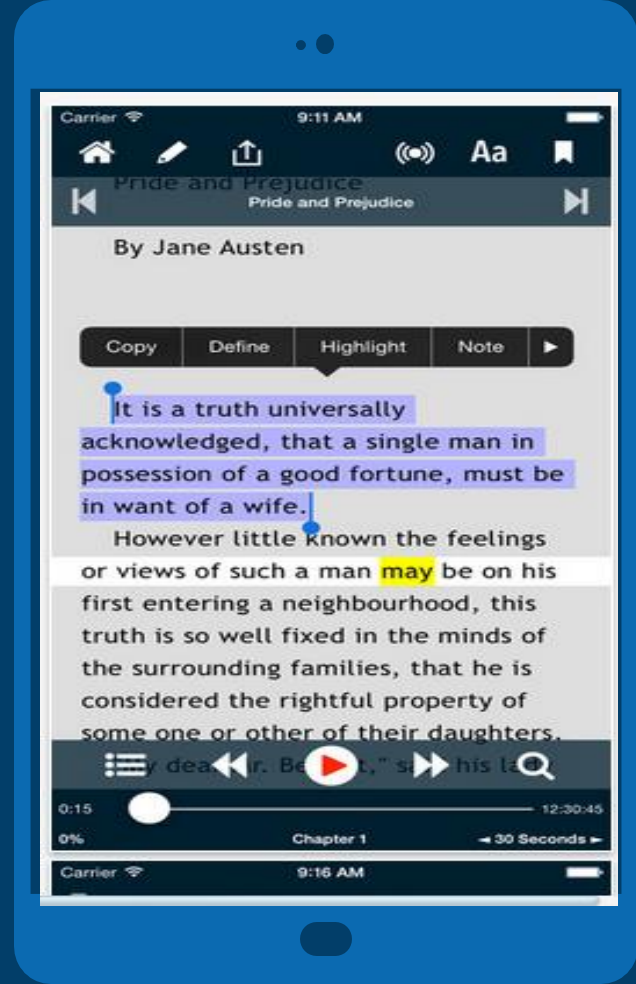 Carrier 9:11 AM
Aa
Pride and Prejudice
Pride and Prejudice
By Jane Austen
Copy Define Highlight Note
It is a truth universally
acknowledged, that a single man in
possession of a good fortune, must be
in want of a wife.
However little known the feelings
or views of such a man may be on his
first entering a neighbourhood, this
truth is so well fixed in the minds of
the surrounding families, that he is
considered the rightful property of
some one or other of their daughters.
his lady
0:15 12:30:45
0% Chapter 1 30 Seconds
Carrier 9:16 AM